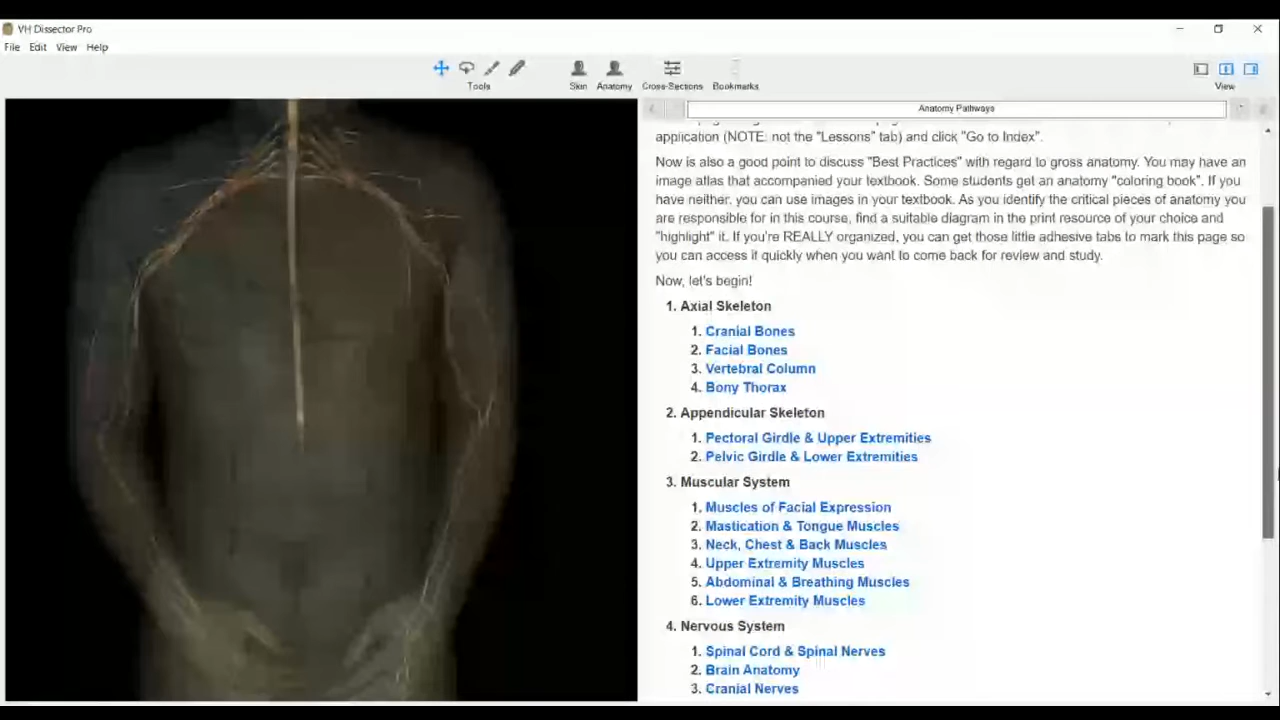 VH Dissector Pro
File Edit View Help
Tools Skin Anatomy Cross-Sections Bookmarks View
Anatomy Pathways
application (NOTE: not the "Lessons" tab) and click "Go to Index".
Now is also a good point to discuss "Best Practices" with regard to gross anatomy. You may have an
image atlas that accompanied your textbook. Some students get an anatomy "coloring book". If you
have neither, you can use images in your textbook. As you identify the critical pieces of anatomy you
are responsible for in this course, find a suitable diagram in the print resource of your choice and
"highlight" it. If you're REALLY organized, you can get those little adhesive tabs to mark this page so
you can access it quickly when you want to come back for review and study.
Now, let's begin!
1. Axial Skeleton
1. Cranial Bones
2. Facial Bones
3. Vertebral Column
4. Bony Thorax
2. Appendicular Skeleton
1. Pectoral Girdle & Upper Extremities
2. Pelvic Girdle & Lower Extremities
3. Muscular System
1. Muscles of Facial Expression
2. Mastication & Tongue Muscles
3. Neck, Chest & Back Muscles
4. Upper Extremity Muscles
5. Abdominal & Breathing Muscles
6. Lower Extremity Muscles
4. Nervous System
1. Spinal Cord & Spinal Nerves
2. Brain Anatomy
3. Cranial Nerves